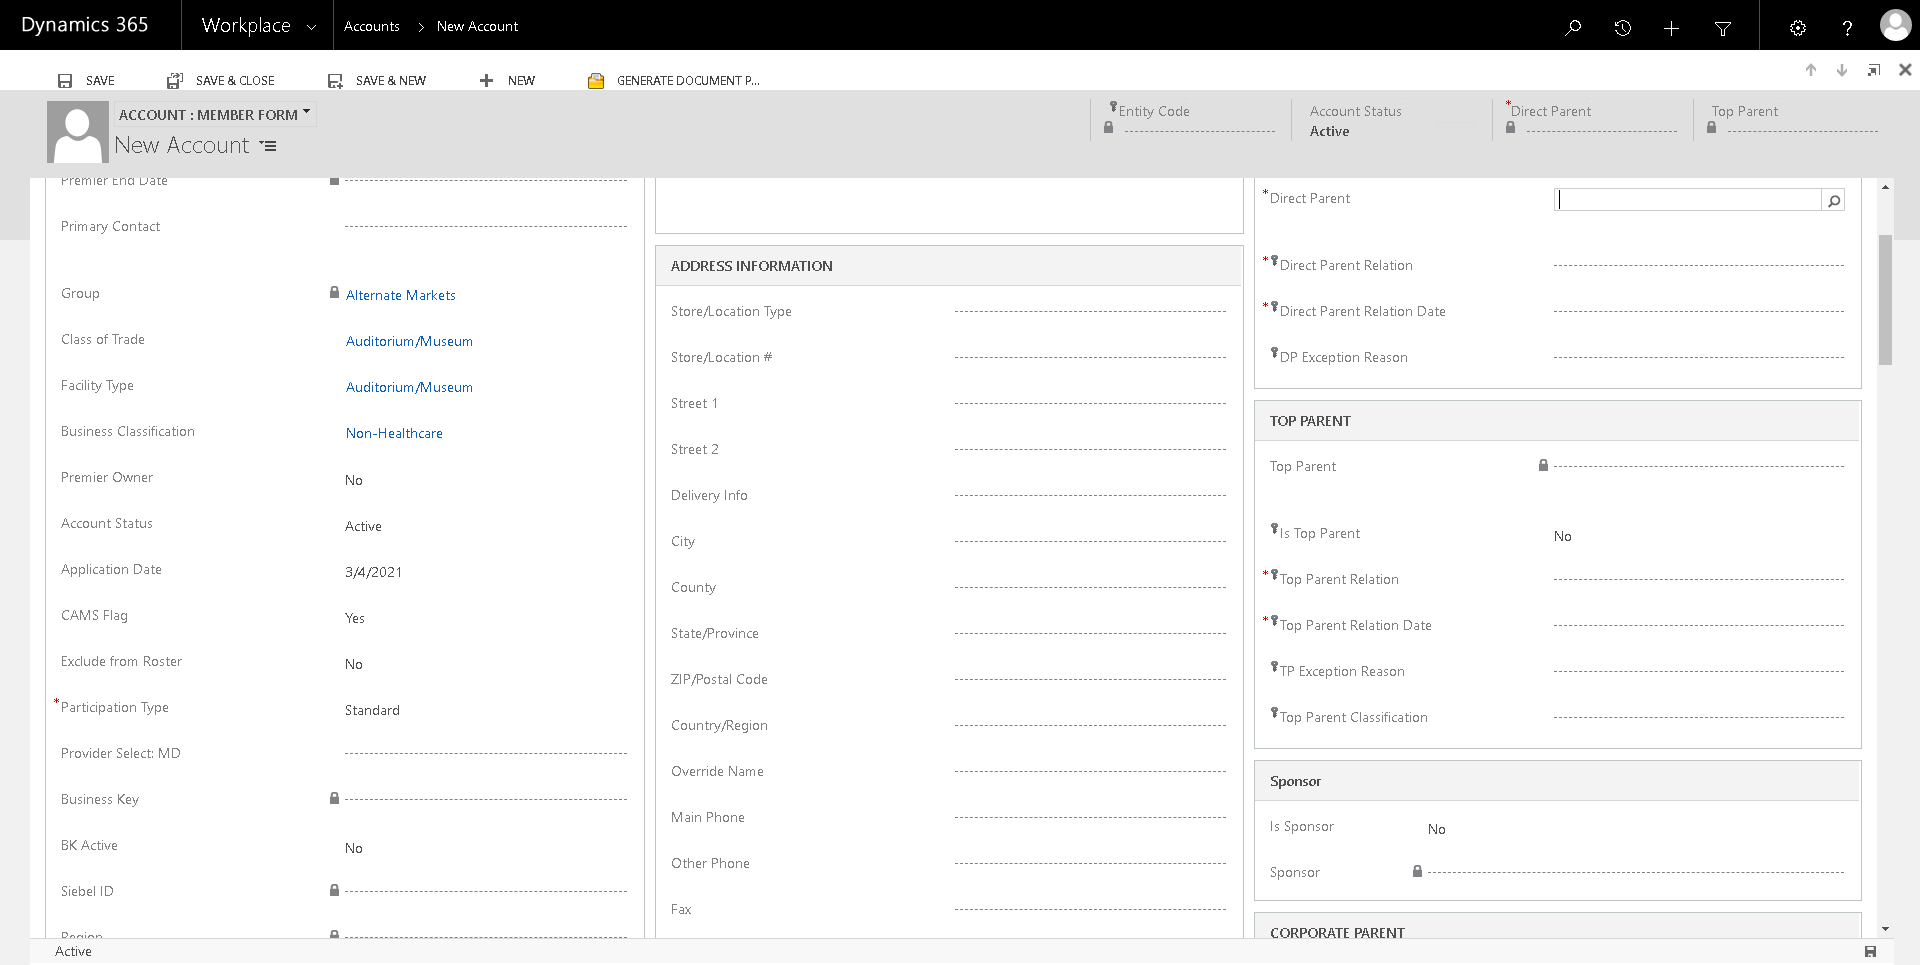 Dynamics 365
Workplace
Accounts > New Account
?
SAVE
SAVE & CLOSE
SAVE & NEW
NEW
GENERATE DOCUMENT P...
ACCOUNT : MEMBER FORM
New Account
Entity Code
Account Status
Active
*Direct Parent
Top Parent
Premier End Date
Primary Contact
Group Alternate Markets
Class of Trade Auditorium/Museum
Facility Type Auditorium/Museum
Business Classification Non-Healthcare
Premier Owner No
Account Status Active
Application Date 3/4/2021
CAMS Flag Yes
Exclude from Roster No
*Participation Type Standard
Provider Select: MD
Business Key
BK Active No
Siebel ID
Region
ADDRESS INFORMATION
Store/Location Type
Store/Location #
Street 1
Street 2
Delivery Info
City
County
State/Province
ZIP/Postal Code
Country/Region
Override Name
Main Phone
Other Phone
Fax
*Direct Parent
*Direct Parent Relation
*Direct Parent Relation Date
DP Exception Reason
TOP PARENT
Top Parent
Is Top Parent No
*Top Parent Relation
*Top Parent Relation Date
TP Exception Reason
Top Parent Classification
Sponsor
Is Sponsor No
Sponsor
CORPORATE PARENT
Active